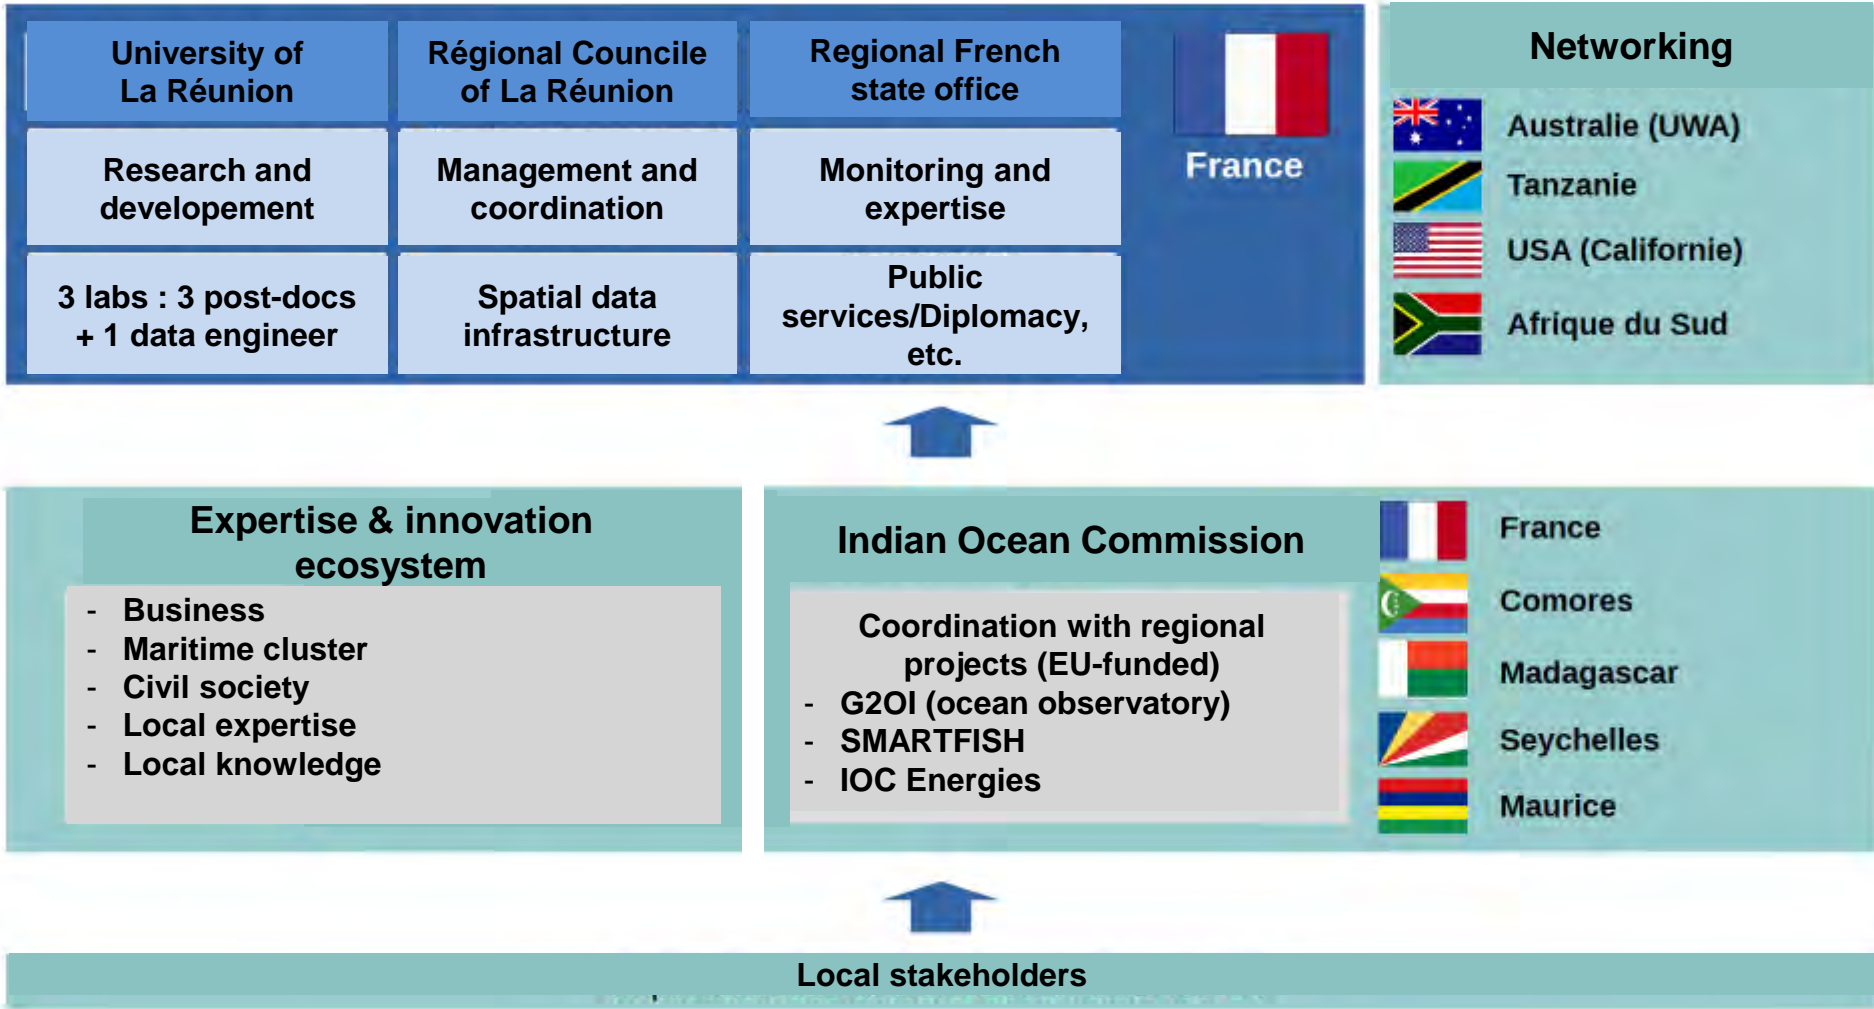 University of
La Réunion
Régional Councile
of La Réunion
Regional French
state office
Research and
developement
Management and
coordination
Monitoring and
expertise
3 labs : 3 post-docs
+ 1 data engineer
Spatial data
infrastructure
Public
services/Diplomacy,
etc.
France
Networking
Australie (UWA)
Tanzanie
USA (Californie)
Afrique du Sud
Expertise & innovation
ecosystem
- Business
- Maritime cluster
- Civil society
- Local expertise
- Local knowledge
Indian Ocean Commission
Coordination with regional
projects (EU-funded)
- G2OI (ocean observatory)
- SMARTFISH
- IOC Energies
France
Comores
Madagascar
Seychelles
Maurice
Local stakeholders